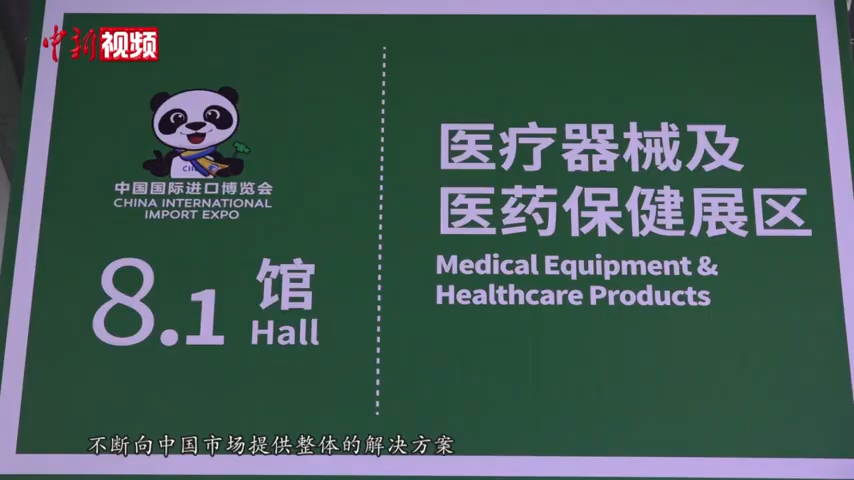 中新视频
CIIE
中国国际进口博览会
CHINA INTERNATIONAL
IMPORT EXPO
8.1 馆
Hall
医疗器械及
医药保健展区
Medical Equipment &
Healthcare Products
不断向中国市场提供整体的解决方案